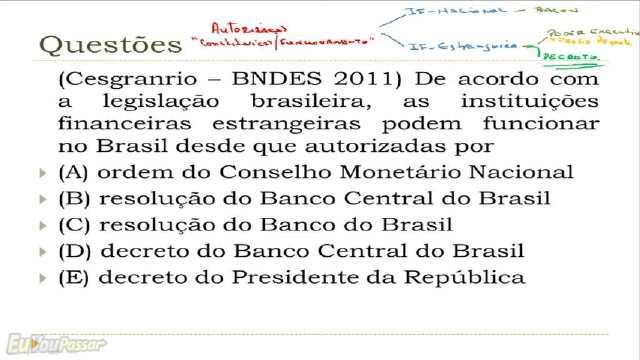 Autorização
"Constituição/Funcionamento"
IF-Nacional - BACEN
IF-Estrangeira
PODER EXECUTIVO
DECRETO
Questões
(Cesgranrio – BNDES 2011) De acordo com
a legislação brasileira, as instituições
financeiras estrangeiras podem funcionar
no Brasil desde que autorizadas por
(A) ordem do Conselho Monetário Nacional
(B) resolução do Banco Central do Brasil
(C) resolução do Banco do Brasil
(D) decreto do Banco Central do Brasil
(E) decreto do Presidente da República
EuVouPassar